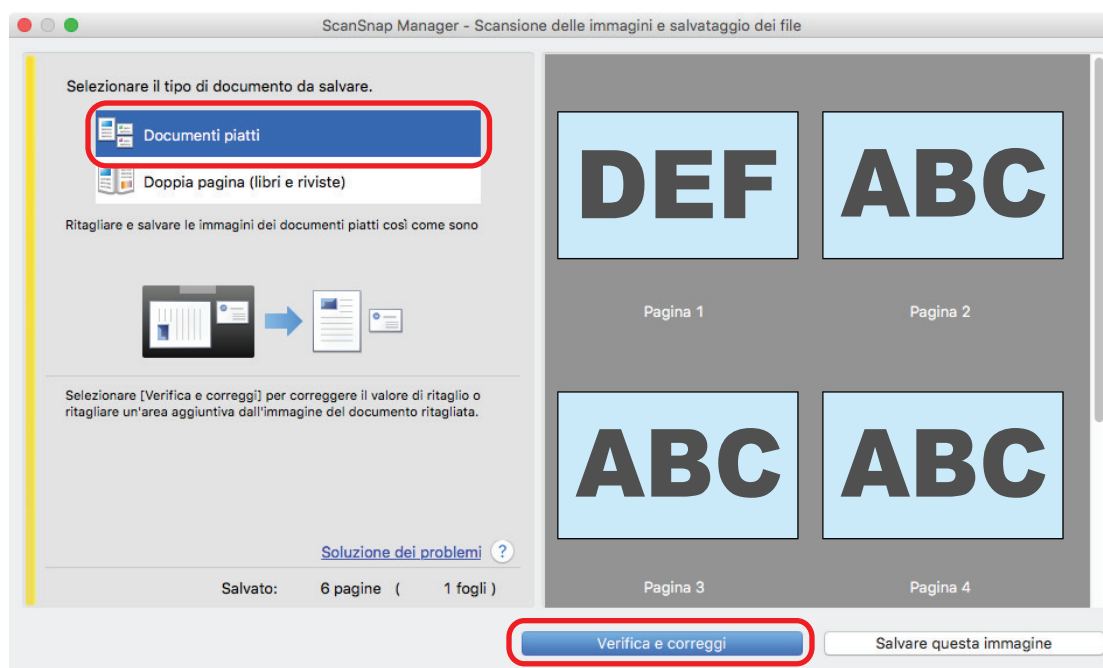 ScanSnap Manager - Scansione delle immagini e salvataggio dei file
Selezionare il tipo di documento da salvare.
Documenti piatti
Doppia pagina (libri e riviste)
Ritagliare e salvare le immagini dei documenti piatti così come sono
Selezionare [Verifica e correggi] per correggere il valore di ritaglio o
ritagliare un'area aggiuntiva dall'immagine del documento ritagliata.
Soluzione dei problemi ?
Salvato: 6 pagine ( 1 fogli )
DEF ABC
Pagina 1 Pagina 2
ABC ABC
Pagina 3 Pagina 4
Verifica e correggi Salvare questa immagine